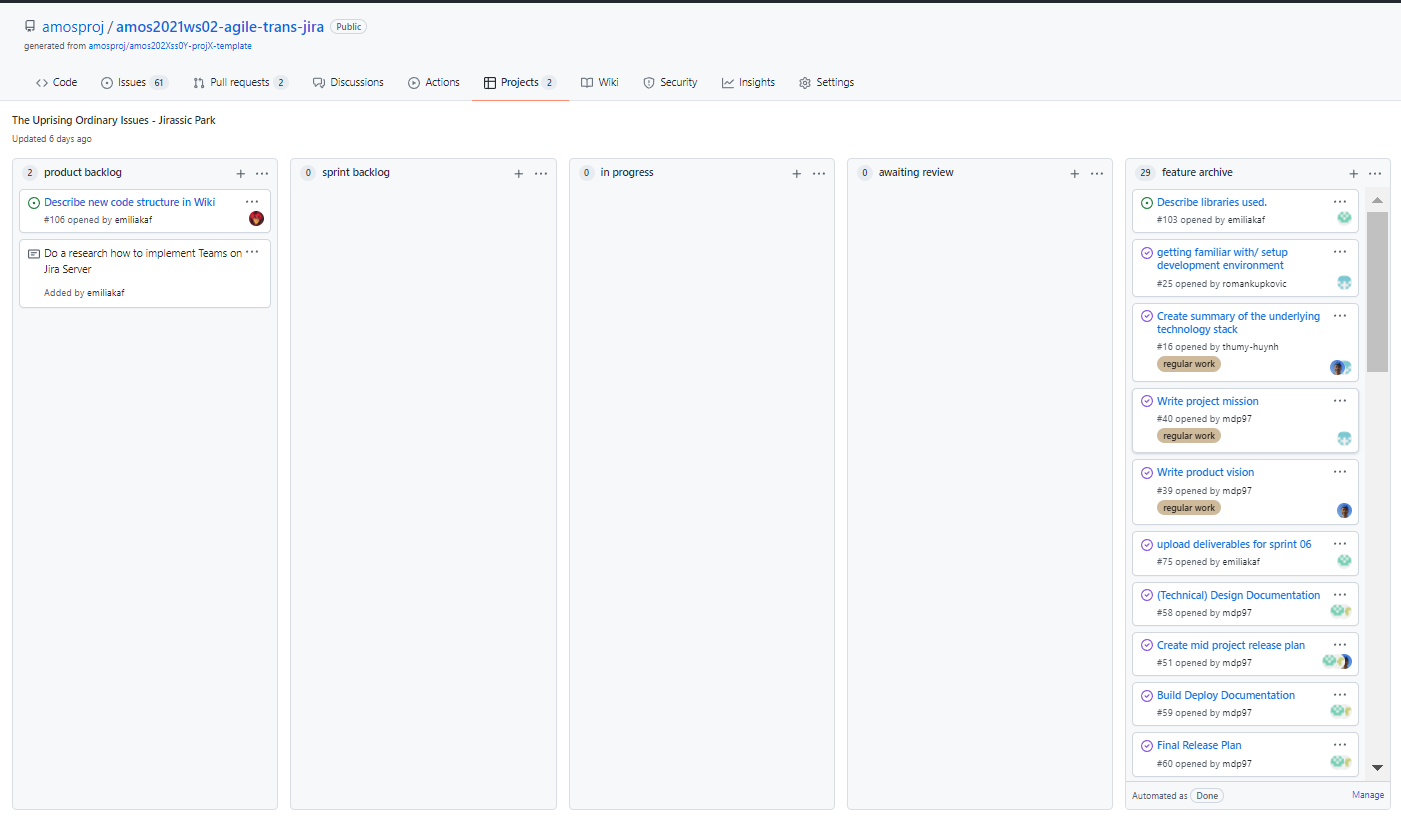 amosproj / amos2021ws02-agile-trans-jira Public
generated from amosproj/amos202Xss0Y-projX-template
Code Issues 61 Pull requests 2 Discussions Actions Projects 2 Wiki Security Insights Settings
The Uprising Ordinary Issues - Jirassic Park
Updated 6 days ago
2 product backlog
Describe new code structure in Wiki
#106 opened by emiliakaf
Do a research how to implement Teams on
Jira Server
Added by emiliakaf
0 sprint backlog
0 in progress
0 awaiting review
29 feature archive
Describe libraries used.
#103 opened by emiliakaf
getting familiar with/ setup
development environment
#25 opened by romankupkovic
Create summary of the underlying
technology stack
#16 opened by thumy-huynh
regular work
Write project mission
#40 opened by mdp97
regular work
Write product vision
#39 opened by mdp97
regular work
upload deliverables for sprint 06
#75 opened by emiliakaf
(Technical) Design Documentation
#58 opened by mdp97
Create mid project release plan
#51 opened by mdp97
Build Deploy Documentation
#59 opened by mdp97
Final Release Plan
#60 opened by mdp97
Automated as Done Manage